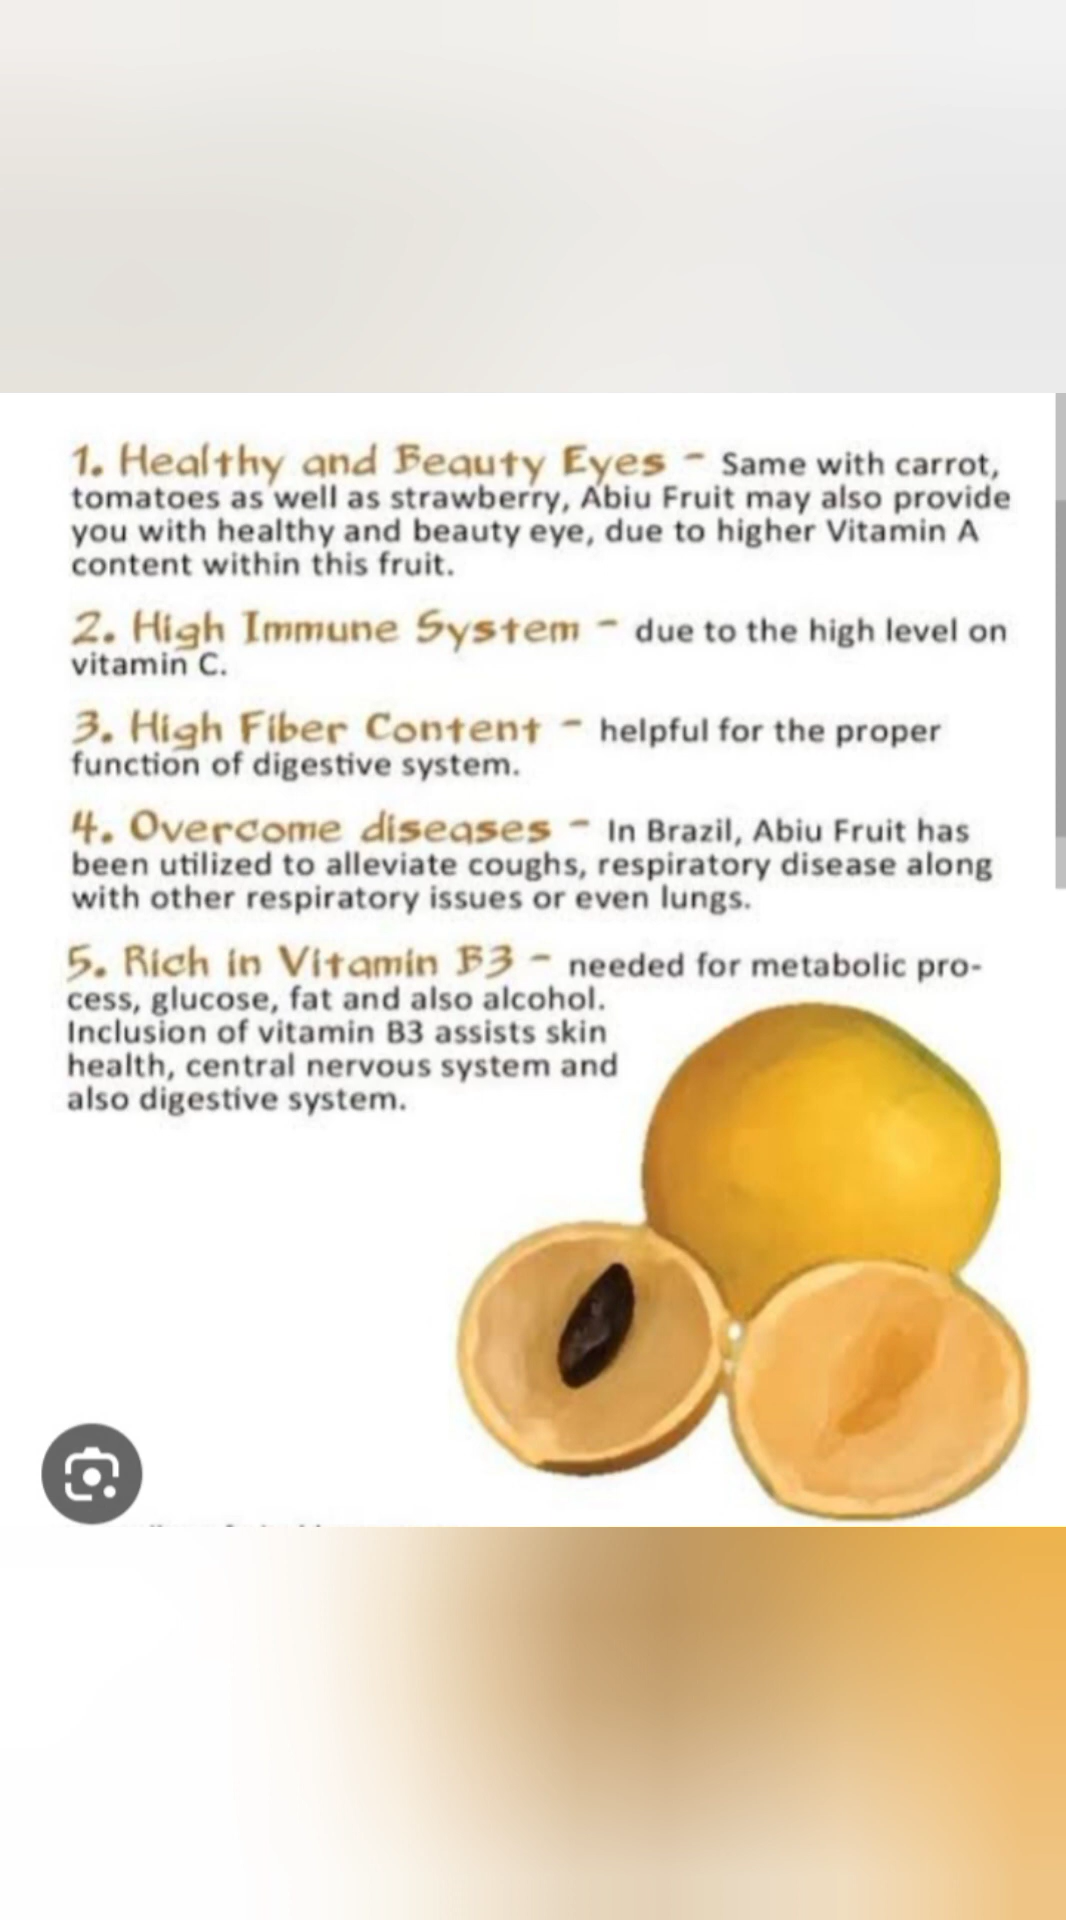 1. Healthy and Beauty Eyes - Same with carrot,
tomatoes as well as strawberry, Abiu Fruit may also provide
you with healthy and beauty eye, due to higher Vitamin A
content within this fruit.
2. High Immune System - due to the high level on
vitamin C.
3. High Fiber Content - helpful for the proper
function of digestive system.
4. Overcome diseases - In Brazil, Abiu Fruit has
been utilized to alleviate coughs, respiratory disease along
with other respiratory issues or even lungs.
5. Rich in Vitamin B3 - needed for metabolic pro-
cess, glucose, fat and also alcohol.
Inclusion of vitamin B3 assists skin
health, central nervous system and
also digestive system.